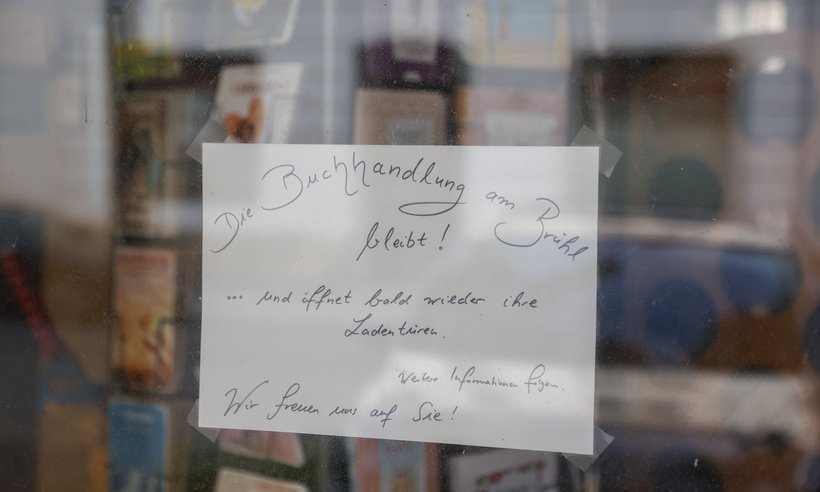 Die Buchhandlung am Brühl
bleibt!
... und öffnet bald wieder ihre
Ladentüren.
Weitere Informationen folgen.
Wir freuen uns auf Sie!